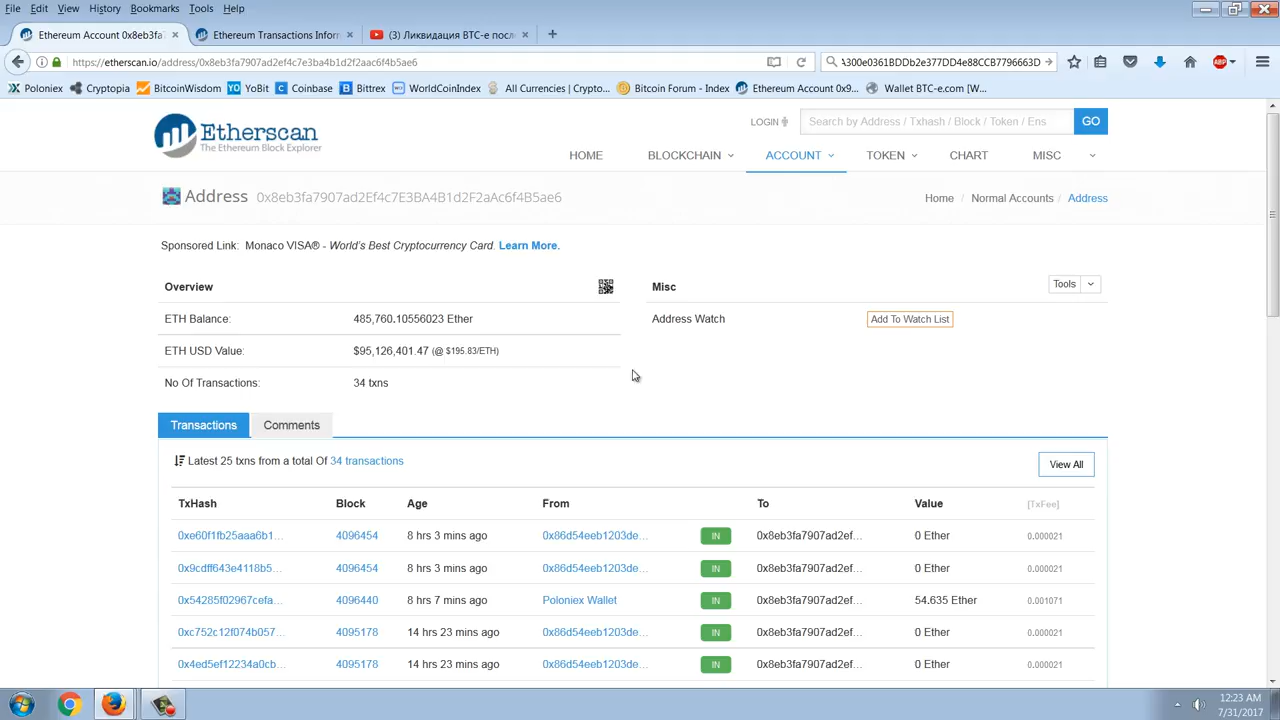 File Edit View History Bookmarks Tools Help
Ethereum Account 0x8eb3fa7 × Ethereum Transactions Infor × (3) Ликвидация BTC-e посл × +
https://etherscan.io/address/0x8eb3fa7907ad2ef4c7e3ba4b1d2f2aac6f4b5ae6
A300e0361BDDb2e377DD4e88CCB7796663D
ABP
Poloniex Cryptopia BitcoinWisdom YoBit Coinbase Bittrex WorldCoinIndex All Currencies | Crypto... Bitcoin Forum - Index Ethereum Account 0x9... Wallet BTC-e.com [W...
Etherscan
The Ethereum Block Explorer
LOGIN Search by Address / Txhash / Block / Token / Ens GO
HOME BLOCKCHAIN ACCOUNT TOKEN CHART MISC
Address 0x8eb3fa7907ad2Ef4c7E3BA4B1d2F2aAc6f4B5ae6
Home / Normal Accounts / Address
Sponsored Link: Monaco VISA® - World's Best Cryptocurrency Card. Learn More.
Overview
Misc
Tools
ETH Balance: 485,760.10556023 Ether
Address Watch Add To Watch List
ETH USD Value: $95,126,401.47 (@ $195.83/ETH)
No Of Transactions: 34 txns
Transactions Comments
Latest 25 txns from a total Of 34 transactions
View All
TxHash Block Age From To Value [TxFee]
0xe60f1fb25aaa6b1... 4096454 8 hrs 3 mins ago 0x86d54eeb1203de... IN 0x8eb3fa7907ad2ef... 0 Ether 0.000021
0x9cdff643e4118b5... 4096454 8 hrs 3 mins ago 0x86d54eeb1203de... IN 0x8eb3fa7907ad2ef... 0 Ether 0.000021
0x54285f02967cefa... 4096440 8 hrs 7 mins ago Poloniex Wallet IN 0x8eb3fa7907ad2ef... 54.635 Ether 0.001071
0xc752c12f074b057... 4095178 14 hrs 23 mins ago 0x86d54eeb1203de... IN 0x8eb3fa7907ad2ef... 0 Ether 0.000021
0x4ed5ef12234a0cb... 4095178 14 hrs 23 mins ago 0x86d54eeb1203de... IN 0x8eb3fa7907ad2ef... 0 Ether 0.000021
12:23 AM
7/31/2017